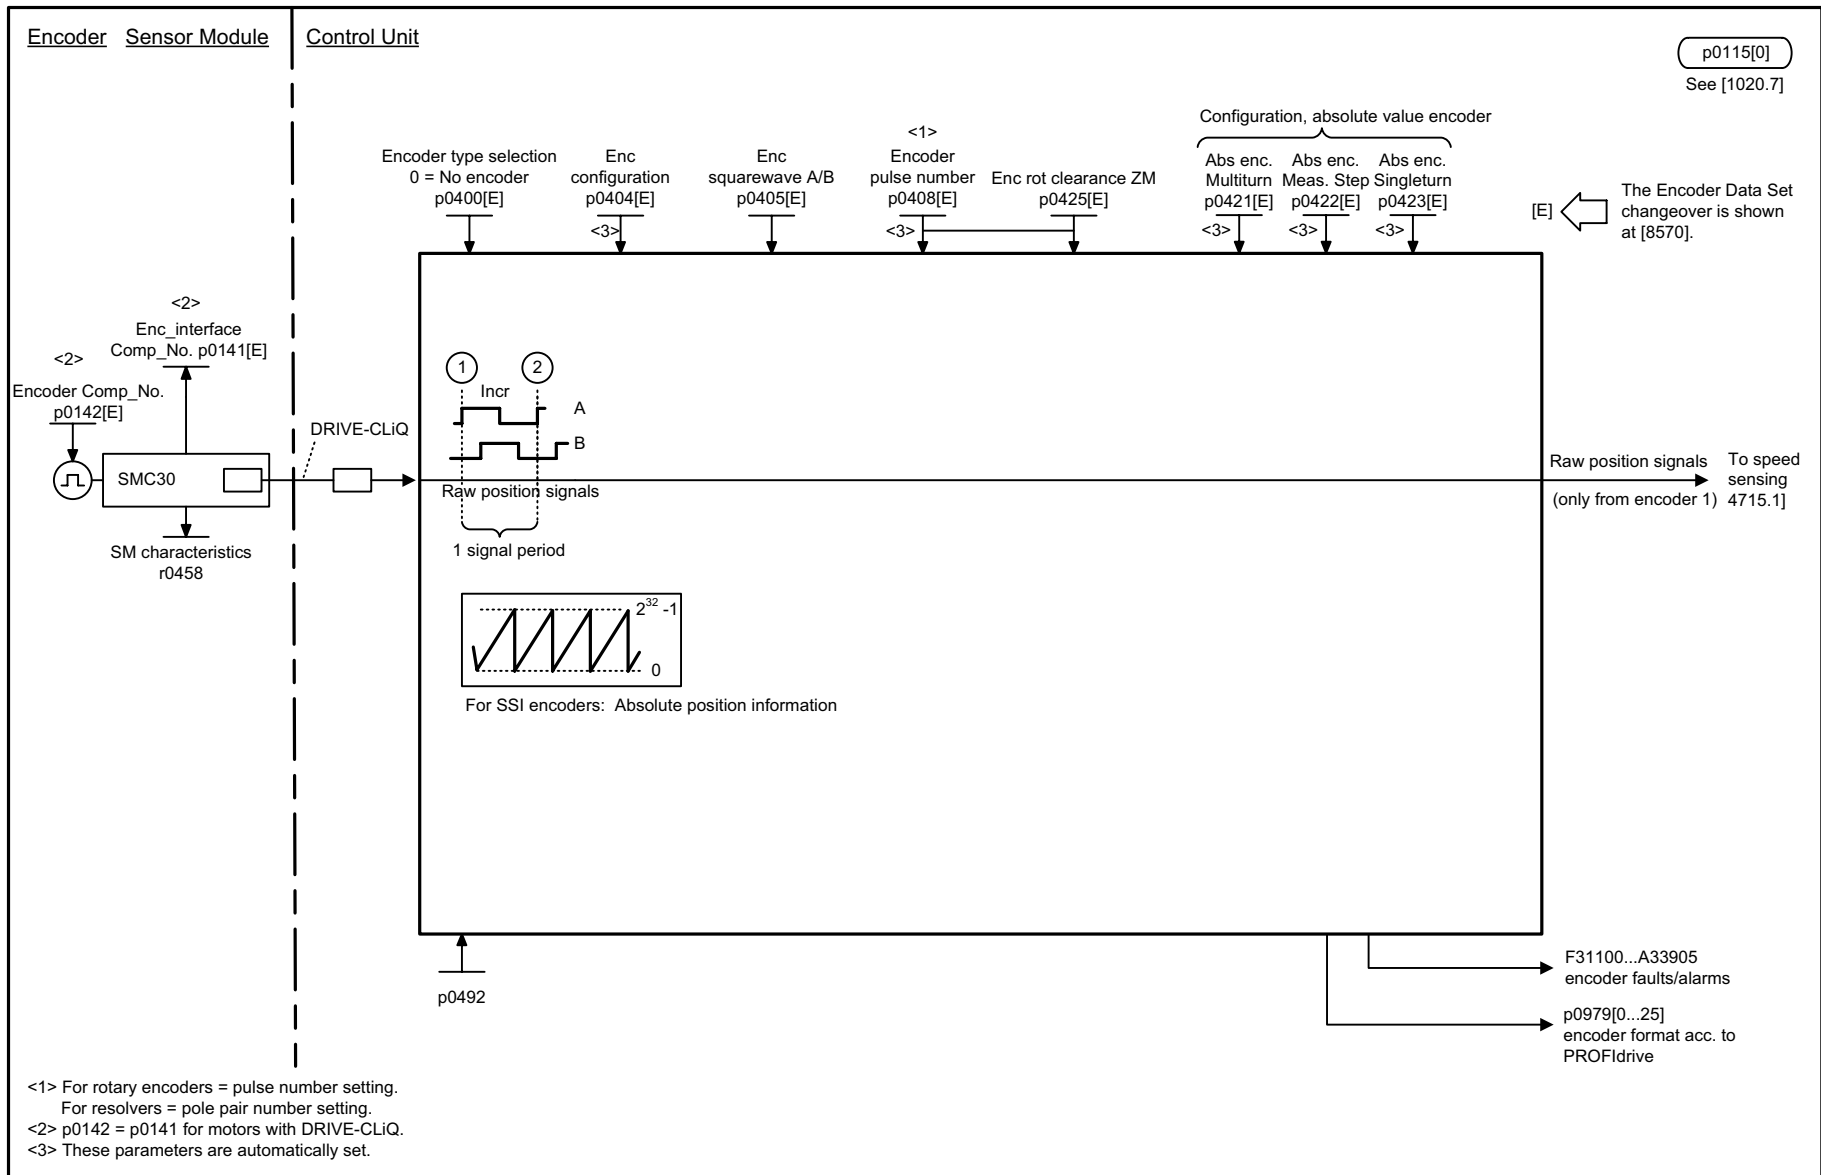 Encoder Sensor Module Control Unit
p0115[0]
See [1020.7]
Configuration, absolute value encoder
Encoder type selection
0 = No encoder
p0400[E]
Enc
configuration
p0404[E]
<3>
Enc
squarewave A/B
p0405[E]
<1>
Encoder
pulse number
p0408[E]
<3>
Enc rot clearance ZM
p0425[E]
Abs enc.
Multiturn
p0421[E]
<3>
Abs enc.
Meas. Step
p0422[E]
<3>
Abs enc.
Singleturn
p0423[E]
<3>
[E]
The Encoder Data Set
changeover is shown
at [8570].
<2>
Enc_interface
Comp_No. p0141[E]
<2>
Encoder Comp_No.
p0142[E]
SMC30
DRIVE-CLiQ
SM characteristics
r0458
1 2
Incr
A
B
Raw position signals
1 signal period
2³² -1
0
For SSI encoders: Absolute position information
Raw position signals
(only from encoder 1)
To speed
sensing
4715.1]
p0492
F31100...A33905
encoder faults/alarms
p0979[0...25]
encoder format acc. to
PROFIdrive
<1> For rotary encoders = pulse number setting.
For resolvers = pole pair number setting.
<2> p0142 = p0141 for motors with DRIVE-CLiQ.
<3> These parameters are automatically set.